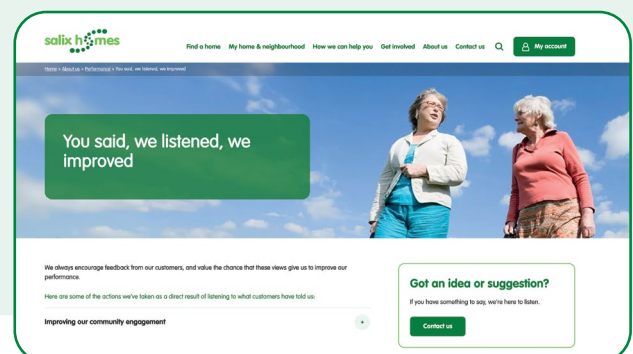 salix homes
Find a home My home & neighbourhood How we can help you Get involved About us Contact us My account
Home > About us > Performance > You said, we listened, we improved
You said, we listened, we
improved
We always encourage feedback from our customers, and value the chance that these views give us to improve our
performance.
Here are some of the actions we've taken as a direct result of listening to what customers have told us:
Improving our community engagement +
Got an idea or suggestion?
If you have something to say, we're here to listen.
Contact us